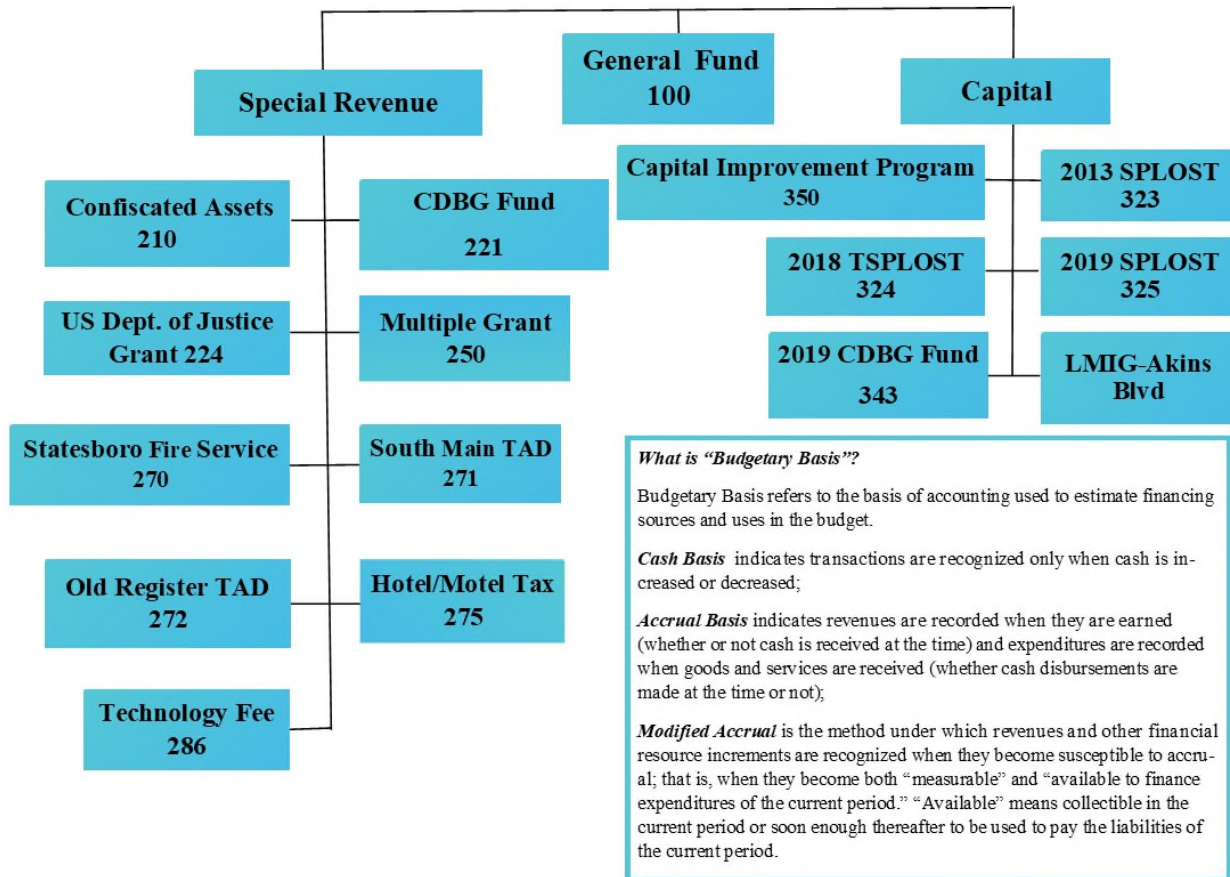 General Fund
100
Special Revenue
Capital
Confiscated Assets
210
CDBG Fund
221
US Dept. of Justice
Grant 224
Multiple Grant
250
Statesboro Fire Service
270
South Main TAD
271
Old Register TAD
272
Hotel/Motel Tax
275
Technology Fee
286
Capital Improvement Program
350
2013 SPLOST
323
2018 TSPLOST
324
2019 SPLOST
325
2019 CDBG Fund
343
LMIG-Akins
Blvd
What is “Budgetary Basis”?
Budgetary Basis refers to the basis of accounting used to estimate financing
sources and uses in the budget.
Cash Basis indicates transactions are recognized only when cash is in-
creased or decreased;
Accrual Basis indicates revenues are recorded when they are earned
(whether or not cash is received at the time) and expenditures are recorded
when goods and services are received (whether cash disbursements are
made at the time or not);
Modified Accrual is the method under which revenues and other financial
resource increments are recognized when they become susceptible to accru-
al; that is, when they become both “measurable” and “available to finance
expenditures of the current period.” “Available” means collectible in the
current period or soon enough thereafter to be used to pay the liabilities of
the current period.